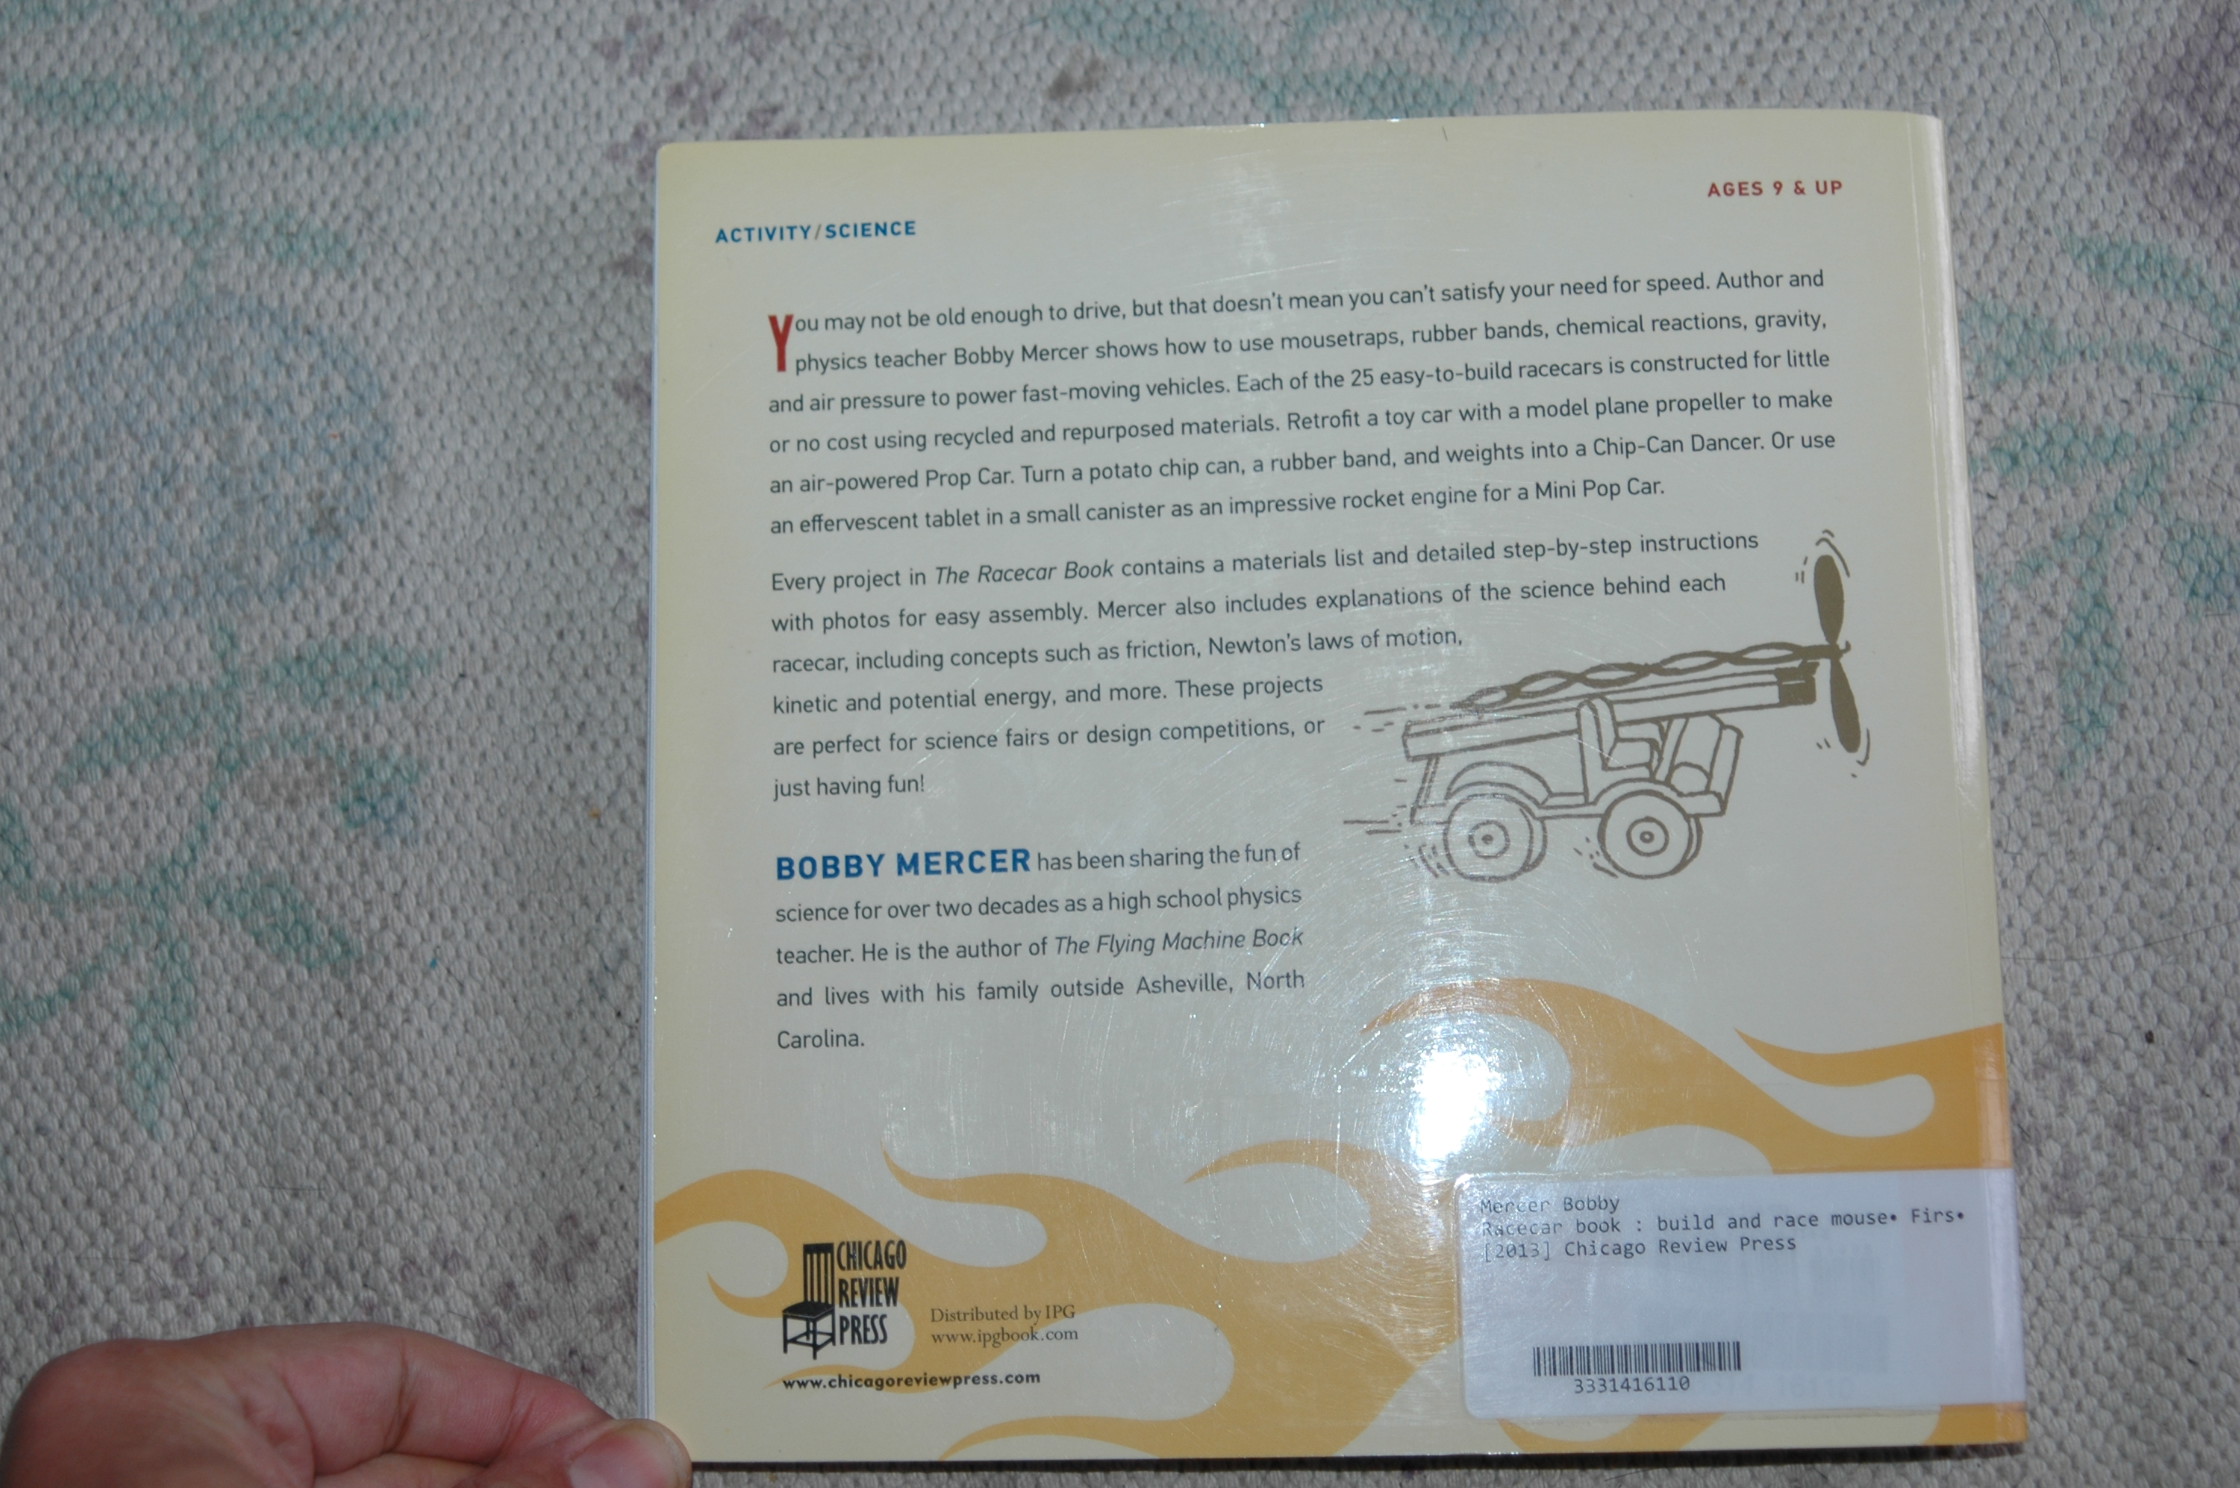 ACTIVITY/SCIENCE
AGES 9 & UP
You may not be old enough to drive, but that doesn't mean you can't satisfy your need for speed. Author and
physics teacher Bobby Mercer shows how to use mousetraps, rubber bands, chemical reactions, gravity,
and air pressure to power fast-moving vehicles. Each of the 25 easy-to-build racecars is constructed for little
or no cost using recycled and repurposed materials. Retrofit a toy car with a model plane propeller to make
an air-powered Prop Car. Turn a potato chip can, a rubber band, and weights into a Chip-Can Dancer. Or use
an effervescent tablet in a small canister as an impressive rocket engine for a Mini Pop Car.
Every project in The Racecar Book contains a materials list and detailed step-by-step instructions
with photos for easy assembly. Mercer also includes explanations of the science behind each
racecar, including concepts such as friction, Newton's laws of motion,
kinetic and potential energy, and more. These projects
are perfect for science fairs or design competitions, or
just having fun!
BOBBY MERCER has been sharing the fun of
science for over two decades as a high school physics
teacher. He is the author of The Flying Machine Book
and lives with his family outside Asheville, North
Carolina.
CHICAGO
REVIEW
PRESS
Distributed by IPG
www.ipgbook.com
www.chicagoreviewpress.com
Mercer Bobby
Racecar book : build and race mouse• Firs•
[2013] Chicago Review Press
3331416110